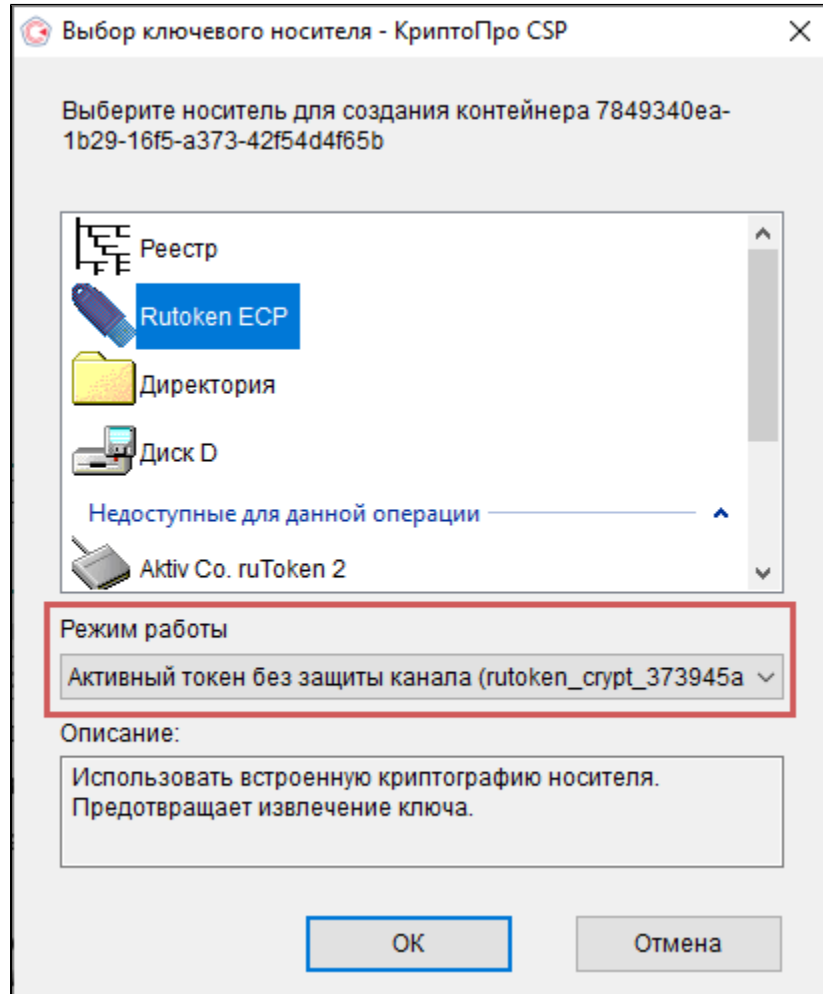 Выбор ключевого носителя - КриптоПро CSP
Выберите носитель для создания контейнера 7849340ea-
1b29-16f5-a373-42f54d4f65b
Реестр
Rutoken ECP
Директория
Диск D
Недоступные для данной операции
Aktiv Co. ruToken 2
Режим работы
Активный токен без защиты канала (rutoken_crypt_373945a
Описание:
Использовать встроенную криптографию носителя.
Предотвращает извлечение ключа.
ОК
Отмена